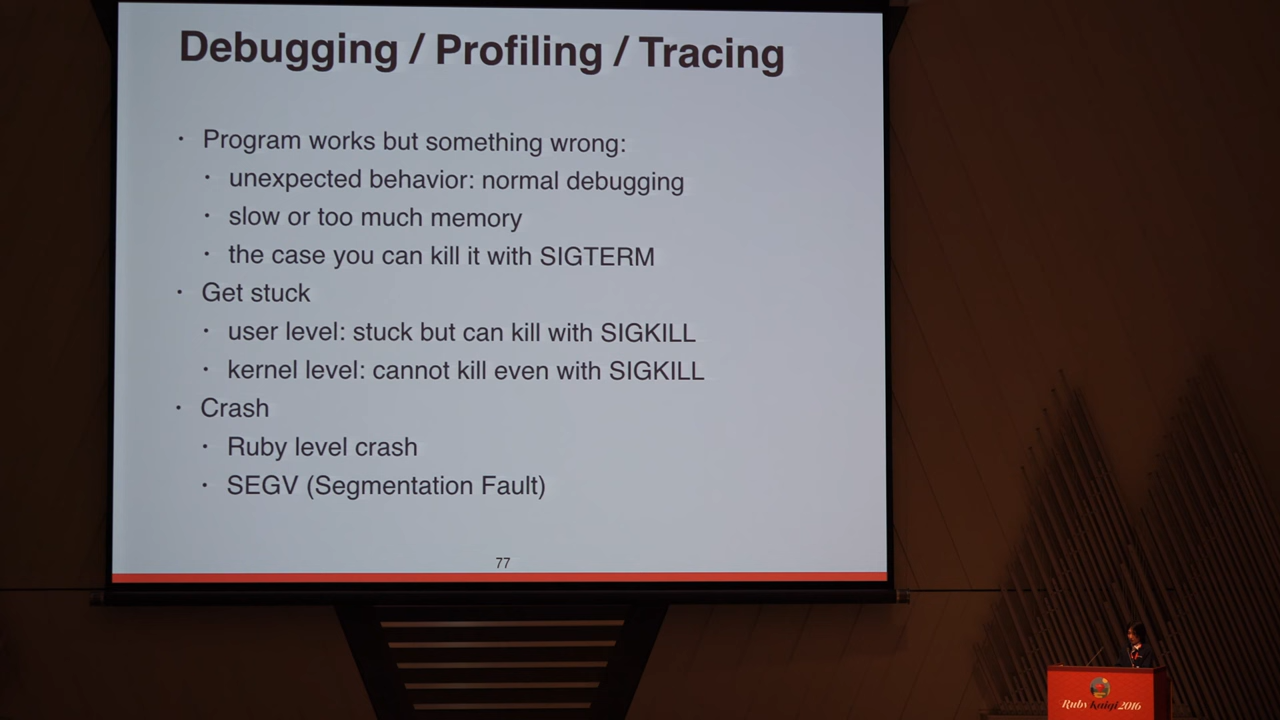 Debugging / Profiling / Tracing
· Program works but something wrong:
· unexpected behavior: normal debugging
· slow or too much memory
· the case you can kill it with SIGTERM
· Get stuck
· user level: stuck but can kill with SIGKILL
· kernel level: cannot kill even with SIGKILL
· Crash
· Ruby level crash
· SEGV (Segmentation Fault)
77
Ruby Kaigi 2016